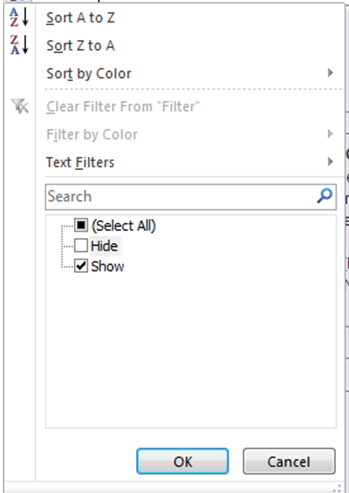 Sort A to Z
Sort Z to A
Sort by Color
Clear Filter From "Filter"
Filter by Color
Text Filters
Search
(Select All)
Hide
Show
OK
Cancel